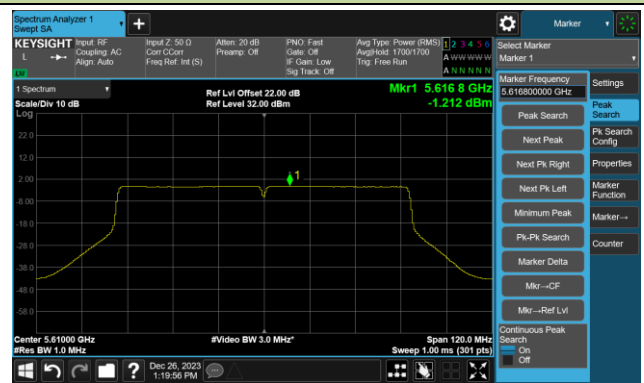 Spectrum Analyzer 1
Swept SA
+
Marker
KEYSIGHT
L
LW
Input: RF
Coupling: AC
Align: Auto
Input Z: 50 Ω
Corr CCorr
Freq Ref: Int (S)
Atten: 20 dB
Preamp: Off
PNO: Fast
Gate: Off
IF Gain: Low
Sig Track: Off
Avg Type: Power (RMS)
Avg|Hold: 1700/1700
Trig: Free Run
1 2 3 4 5 6
A W W W W W
A N N N N N
Select Marker
Marker 1
1 Spectrum
Scale/Div 10 dB
Log
Ref Lvl Offset 22.00 dB
Ref Level 32.00 dBm
Mkr1 5.616 8 GHz
-1.212 dBm
22.0
12.0
2.00
-8.00
-18.0
-28.0
-38.0
-48.0
-58.0
1
Center 5.61000 GHz
#Res BW 1.0 MHz
#Video BW 3.0 MHz*
Span 120.0 MHz
Sweep 1.00 ms (301 pts)
Marker Frequency
5.616800000 GHz
Peak Search
Next Peak
Next Pk Right
Next Pk Left
Minimum Peak
Pk-Pk Search
Marker Delta
Mkr→CF
Mkr→Ref Lvl
Continuous Peak
Search
On
Off
Settings
Peak
Search
Pk Search
Config
Properties
Marker
Function
Marker→
Counter
?
Dec 26, 2023
1:19:56 PM